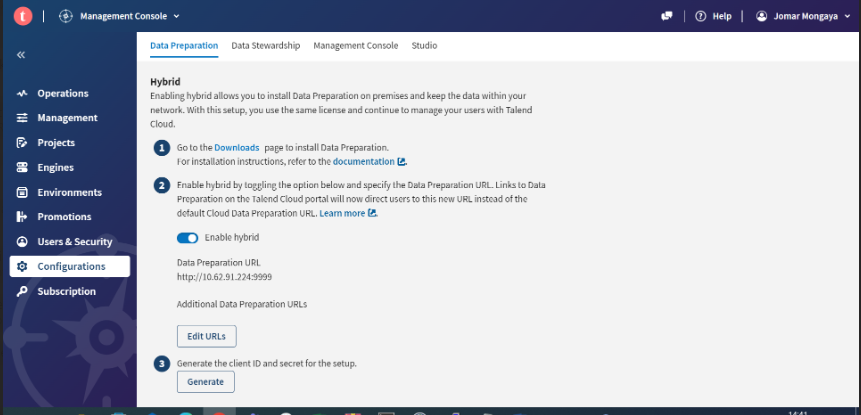 t | Management Console
Help | Jomar Mongaya
Data Preparation Data Stewardship Management Console Studio
Operations
Management
Projects
Engines
Environments
Promotions
Users & Security
Configurations
Subscription
Hybrid
Enabling hybrid allows you to install Data Preparation on premises and keep the data within your
network. With this setup, you use the same license and continue to manage your users with Talend
Cloud.
1 Go to the Downloads page to install Data Preparation.
For installation instructions, refer to the documentation.
2 Enable hybrid by toggling the option below and specify the Data Preparation URL. Links to Data
Preparation on the Talend Cloud portal will now direct users to this new URL instead of the
default Cloud Data Preparation URL. Learn more.
Enable hybrid
Data Preparation URL
http://10.62.91.224:9999
Additional Data Preparation URLs
Edit URLs
3 Generate the client ID and secret for the setup.
Generate